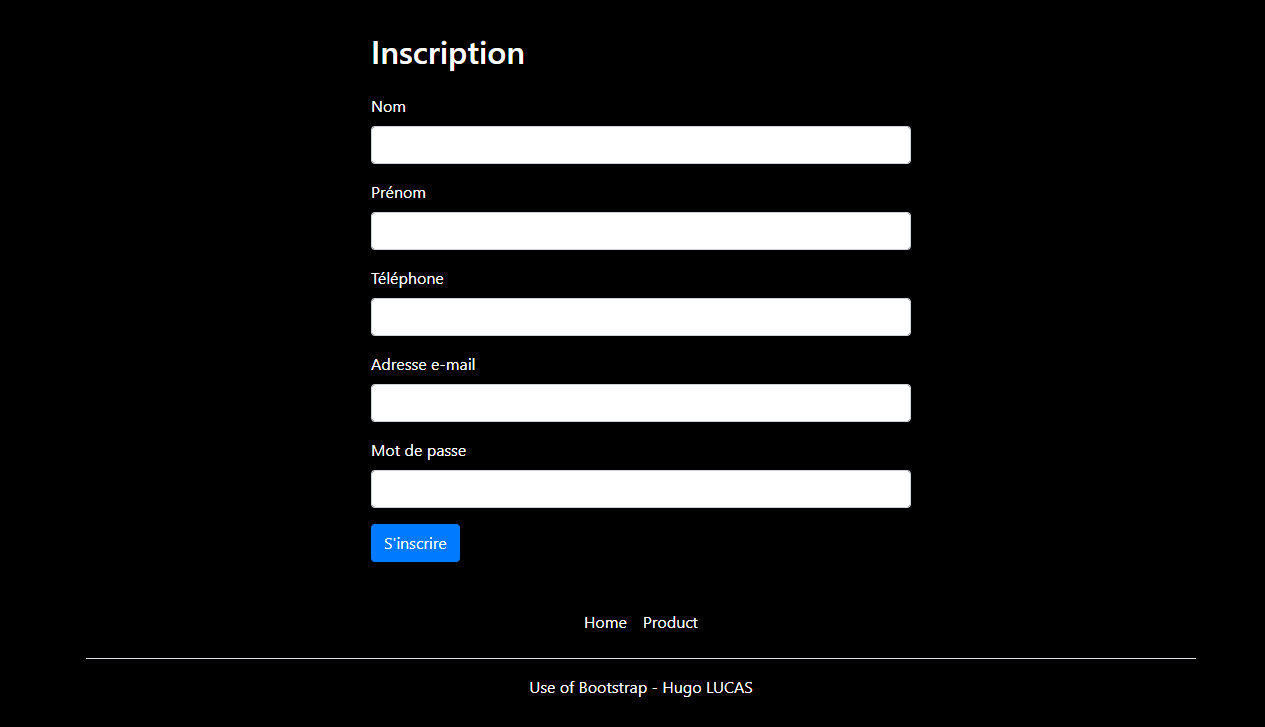 Inscription
Nom
Prénom
Téléphone
Adresse e-mail
Mot de passe
S'inscrire
Home Product
Use of Bootstrap - Hugo LUCAS